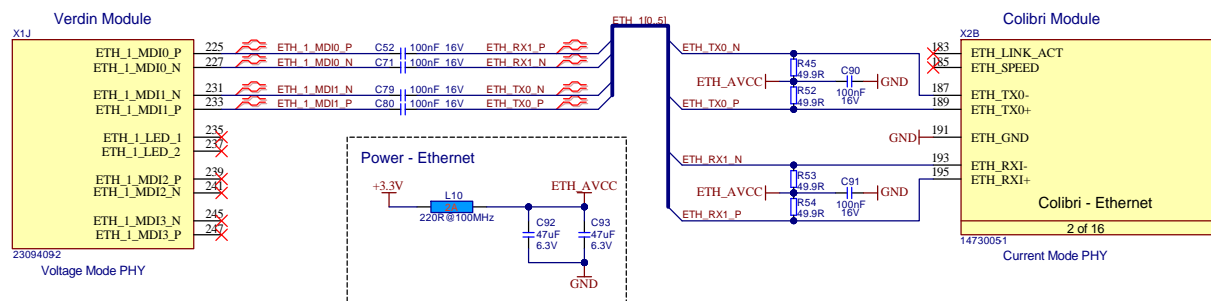 Verdin Module
X1J
ETH_1_MDI0_P 225 ETH_1_MDI0_P C52 100nF 16V ETH_RX1_P
ETH_1_MDI0_N 227 ETH_1_MDI0_N C71 100nF 16V ETH_RX1_N
ETH_1_MDI1_N 231 ETH_1_MDI1_N C79 100nF 16V ETH_TX0_N
ETH_1_MDI1_P 233 ETH_1_MDI1_P C80 100nF 16V ETH_TX0_P
ETH_1_LED_1 235
ETH_1_LED_2 237
ETH_1_MDI2_P 239
ETH_1_MDI2_N 241
ETH_1_MDI3_N 245
ETH_1_MDI3_P 247
23094092
Voltage Mode PHY
ETH_1[0..5]
Power - Ethernet
+3.3V
L10
2A
220R@100MHz
ETH_AVCC
C92
47uF
6.3V
C93
47uF
6.3V
GND
ETH_TX0_N
R45
49.9R
ETH_AVCC
C90
100nF
16V
GND
R52
49.9R
ETH_TX0_P
ETH_RX1_N
R53
49.9R
ETH_AVCC
C91
100nF
16V
GND
R54
49.9R
ETH_RX1_P
Colibri Module
X2B
183 ETH_LINK_ACT
185 ETH_SPEED
187 ETH_TX0-
189 ETH_TX0+
GND 191 ETH_GND
193 ETH_RXI-
195 ETH_RXI+
Colibri - Ethernet
2 of 16
14730051
Current Mode PHY